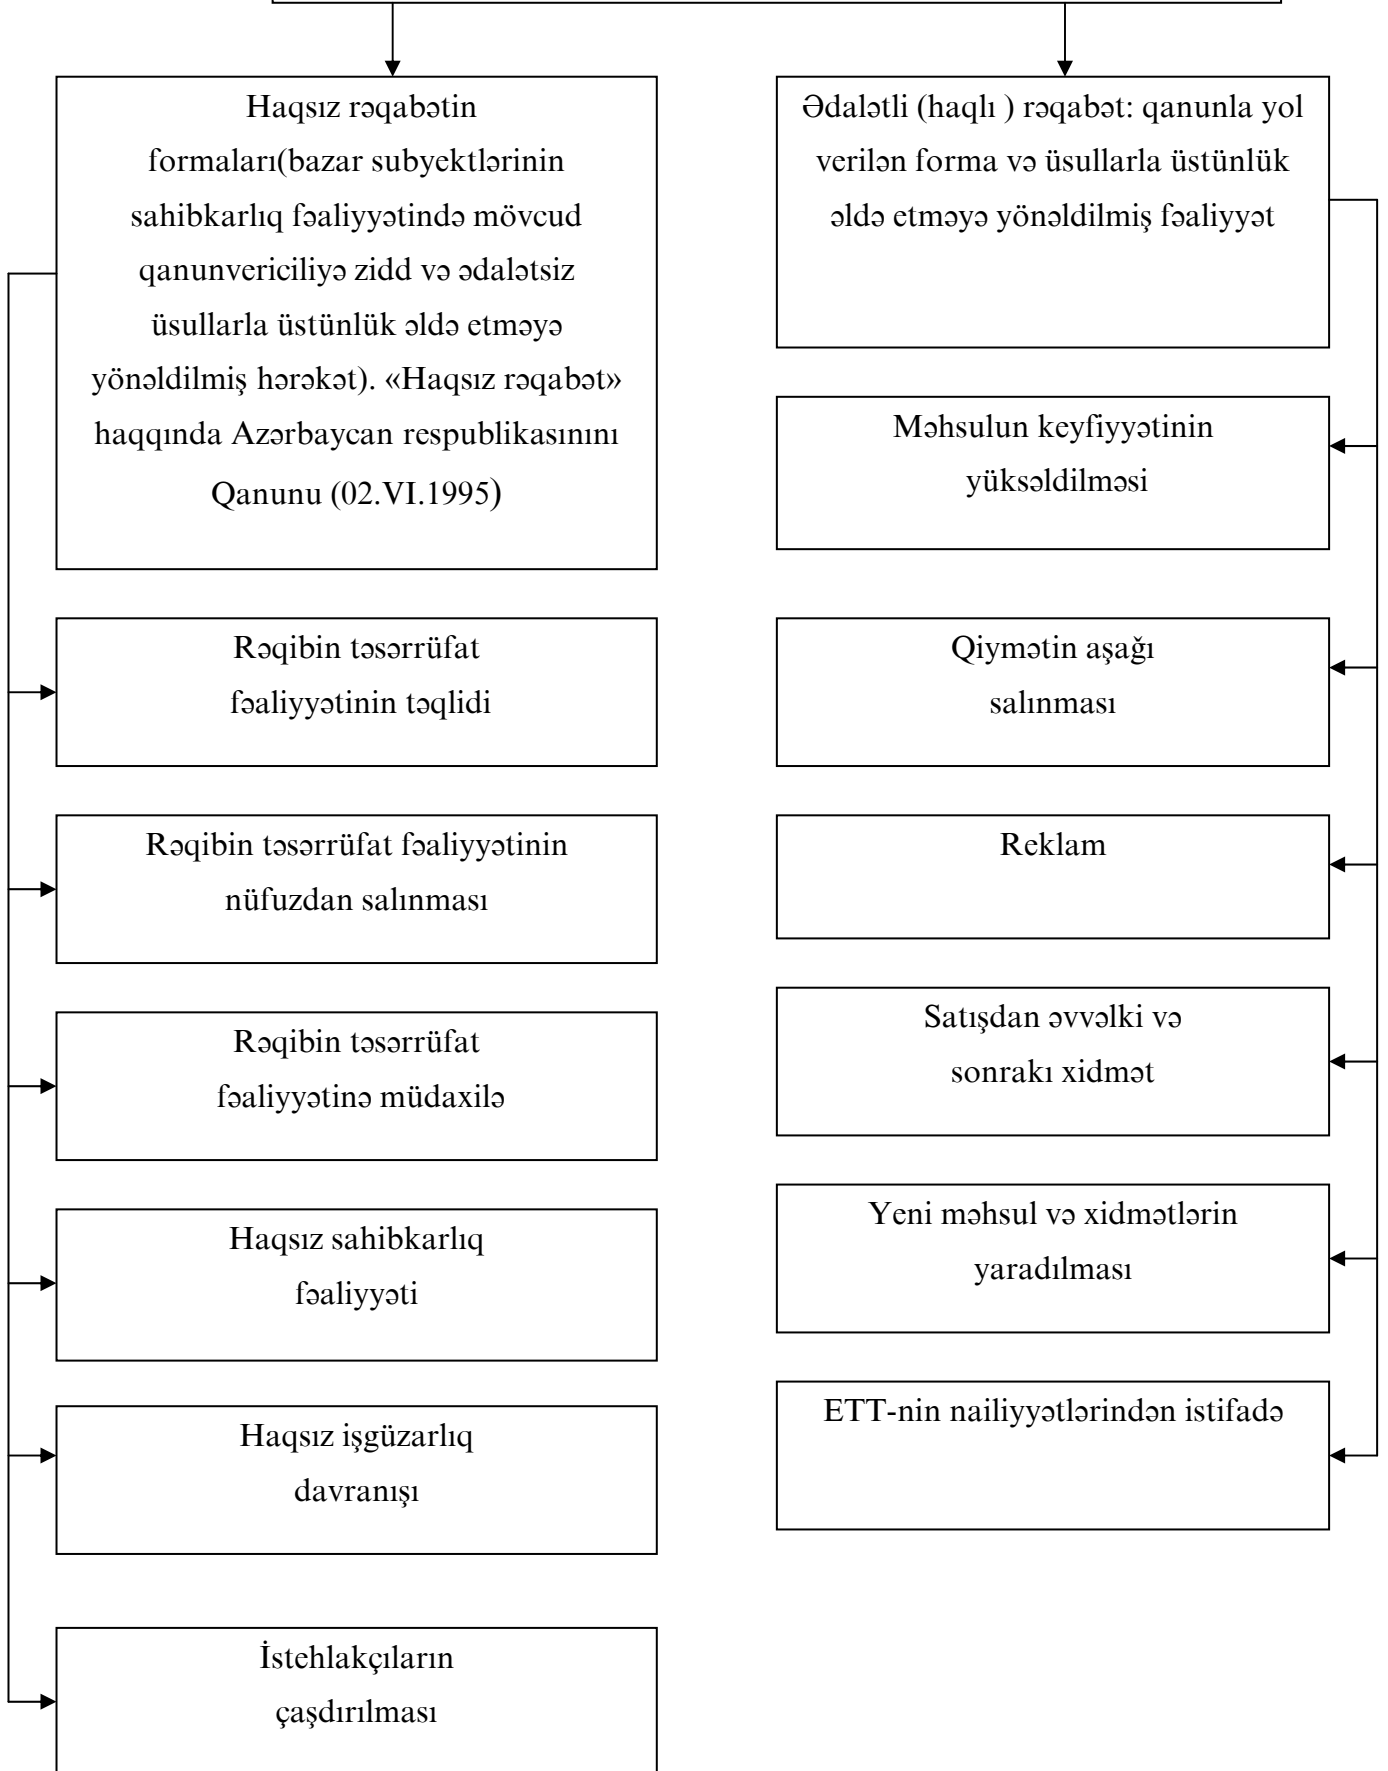 Haqsız rəqabətin
formaları(bazar subyektlərinin
sahibkarlıq fəaliyyətində mövcud
qanunvericiliyə zidd və ədalətsiz
üsullarla üstünlük əldə etməyə
yönəldilmiş hərəkət). «Haqsız rəqabət»
haqqında Azərbaycan respublikasınını
Qanunu (02.VI.1995)
Rəqibin təsərrüfat
fəaliyyətinin təqlidi
Rəqibin təsərrüfat fəaliyyətinin
nüfuzdan salınması
Rəqibin təsərrüfat
fəaliyyətinə müdaxilə
Haqsız sahibkarlıq
fəaliyyəti
Haqsız işgüzarlıq
davranışı
İstehlakçıların
çaşdırılması
Ədalətli (haqlı ) rəqabət: qanunla yol
verilən forma və üsullarla üstünlük
əldə etməyə yönəldilmiş fəaliyyət
Məhsulun keyfiyyətinin
yüksəldilməsi
Qiymətin aşağı
salınması
Reklam
Satışdan əvvəlki və
sonrakı xidmət
Yeni məhsul və xidmətlərin
yaradılması
ETT-nin nailiyyətlərindən istifadə